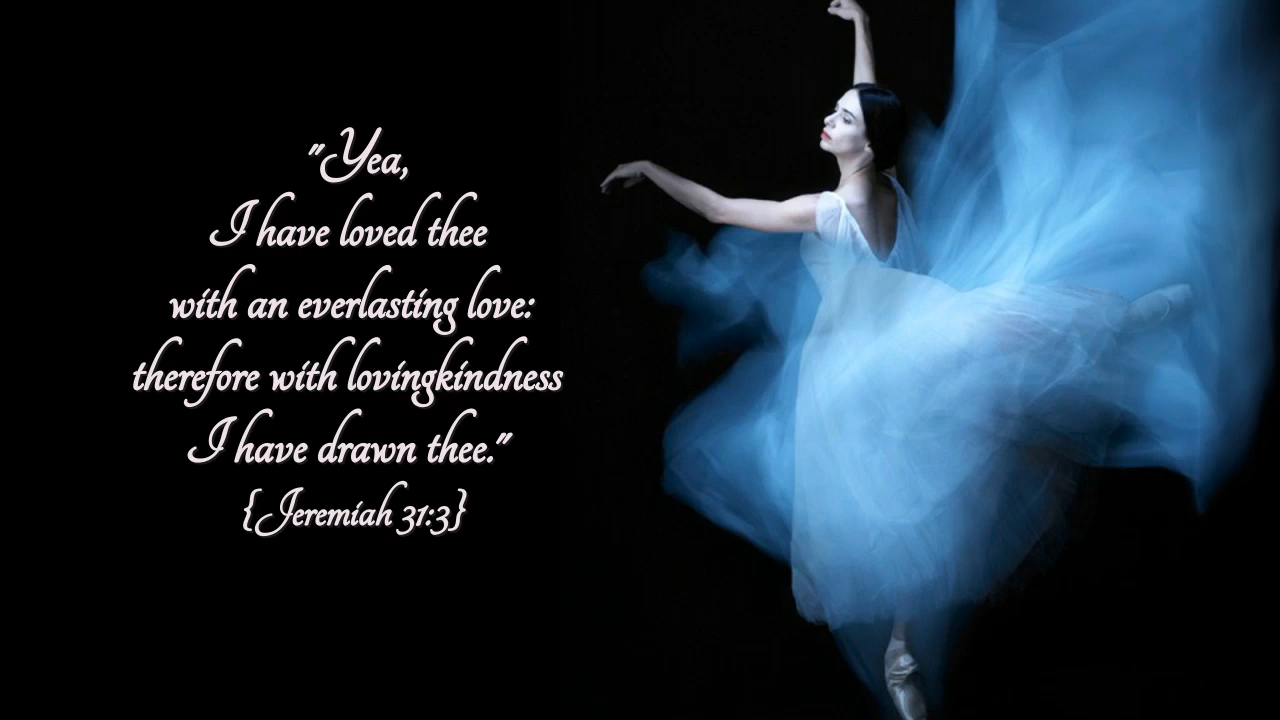 "Yea,
I have loved thee
with an everlasting love:
therefore with lovingkindness
I have drawn thee."
{Jeremiah 31:3}